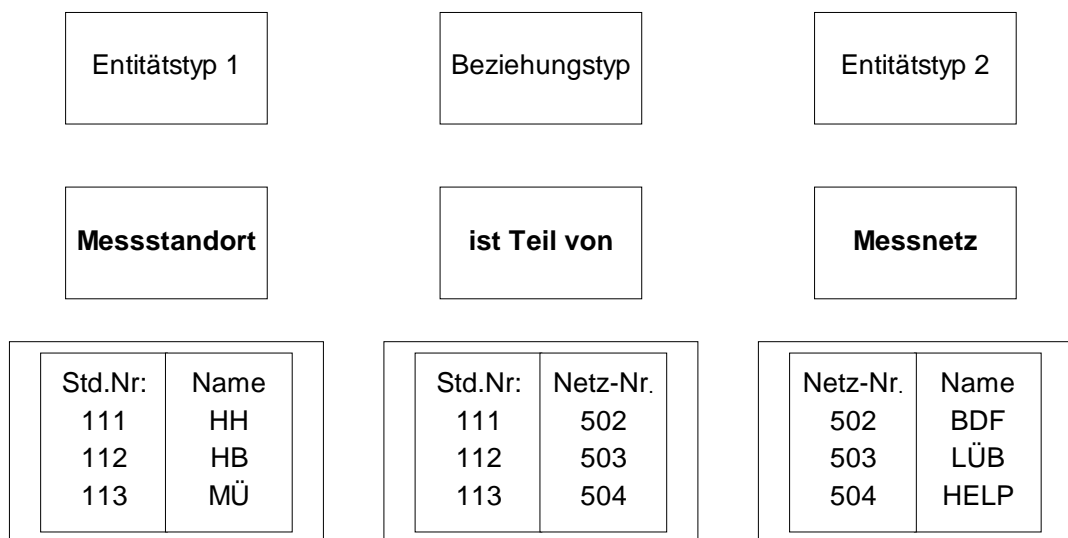 Entitätstyp 1
Beziehungstyp
Entitätstyp 2
Messstandort
ist Teil von
Messnetz
Std.Nr: Name
111 HH
112 HB
113 MÜ
Std.Nr: Netz-Nr.
111 502
112 503
113 504
Netz-Nr. Name
502 BDF
503 LÜB
504 HELP